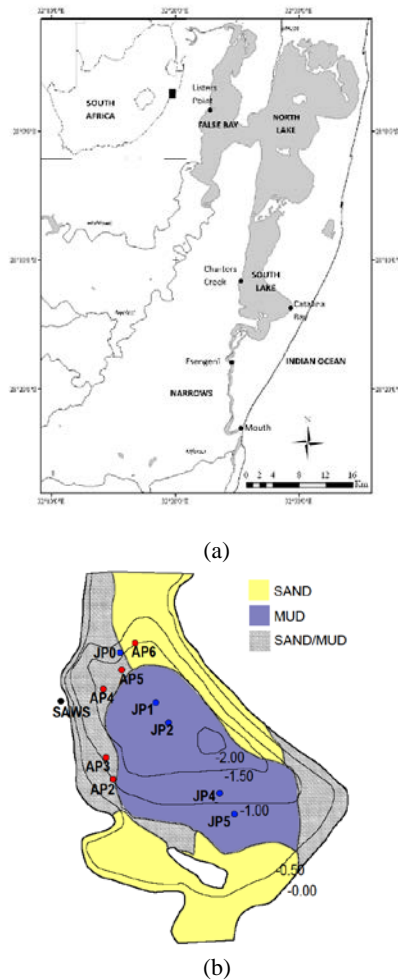 SOUTH
AFRICA
Listers
Point
FALSE BAY
NORTH
LAKE
Charters
Creek
SOUTH
LAKE
Catalina
Bay
Esengeni
INDIAN OCEAN
NARROWS
Mouth
N
0 2 4 8 12 16
Km
(a)
SAND
MUD
SAND/MUD
JP0
AP6
AP5
AP4
SAWS
JP1
JP2
-2.00
AP3
-1.50
AP2
JP4
-1.00
JP5
-0.50
-0.00
(b)